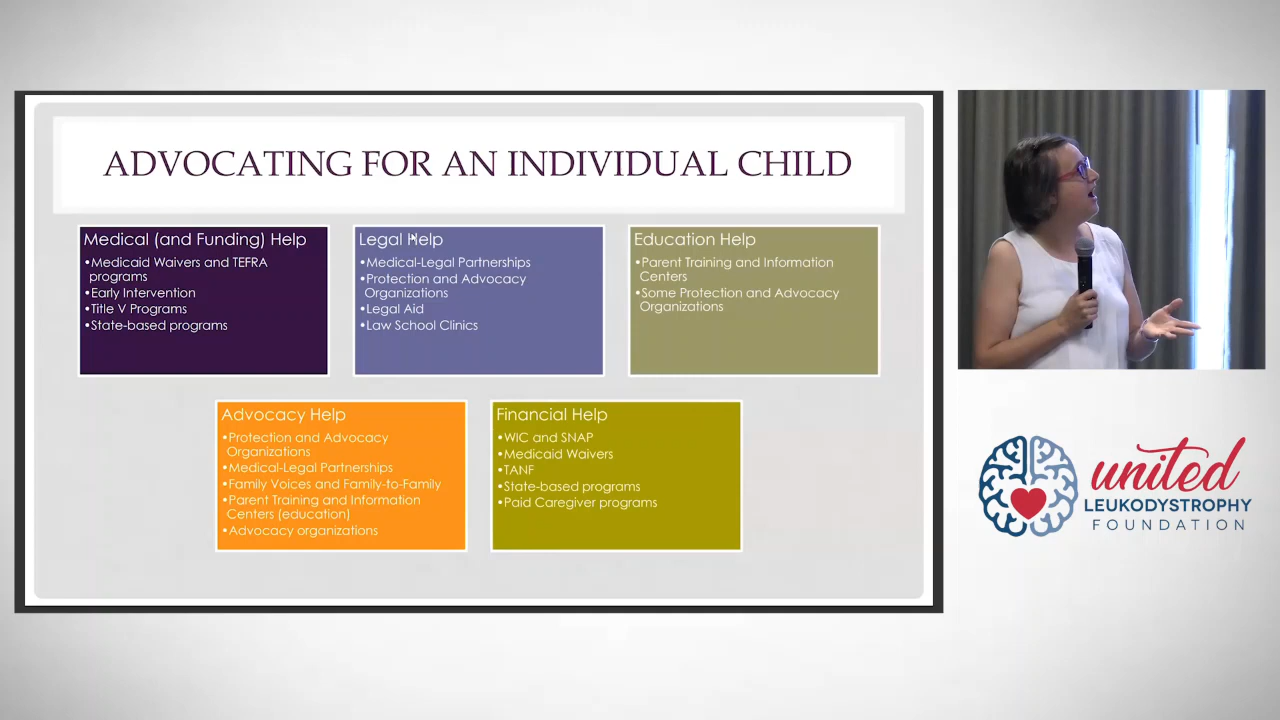 ADVOCATING FOR AN INDIVIDUAL CHILD
Medical (and Funding) Help
•Medicaid Waivers and TEFRA
programs
•Early Intervention
•Title V Programs
•State-based programs
Legal Help
•Medical-Legal Partnerships
•Protection and Advocacy
Organizations
•Legal Aid
•Law School Clinics
Education Help
•Parent Training and Information
Centers
•Some Protection and Advocacy
Organizations
Advocacy Help
•Protection and Advocacy
Organizations
•Medical-Legal Partnerships
•Family Voices and Family-to-Family
•Parent Training and Information
Centers (education)
•Advocacy organizations
Financial Help
•WIC and SNAP
•Medicaid Waivers
•TANF
•State-based programs
•Paid Caregiver programs
united
LEUKODYSTROPHY
FOUNDATION